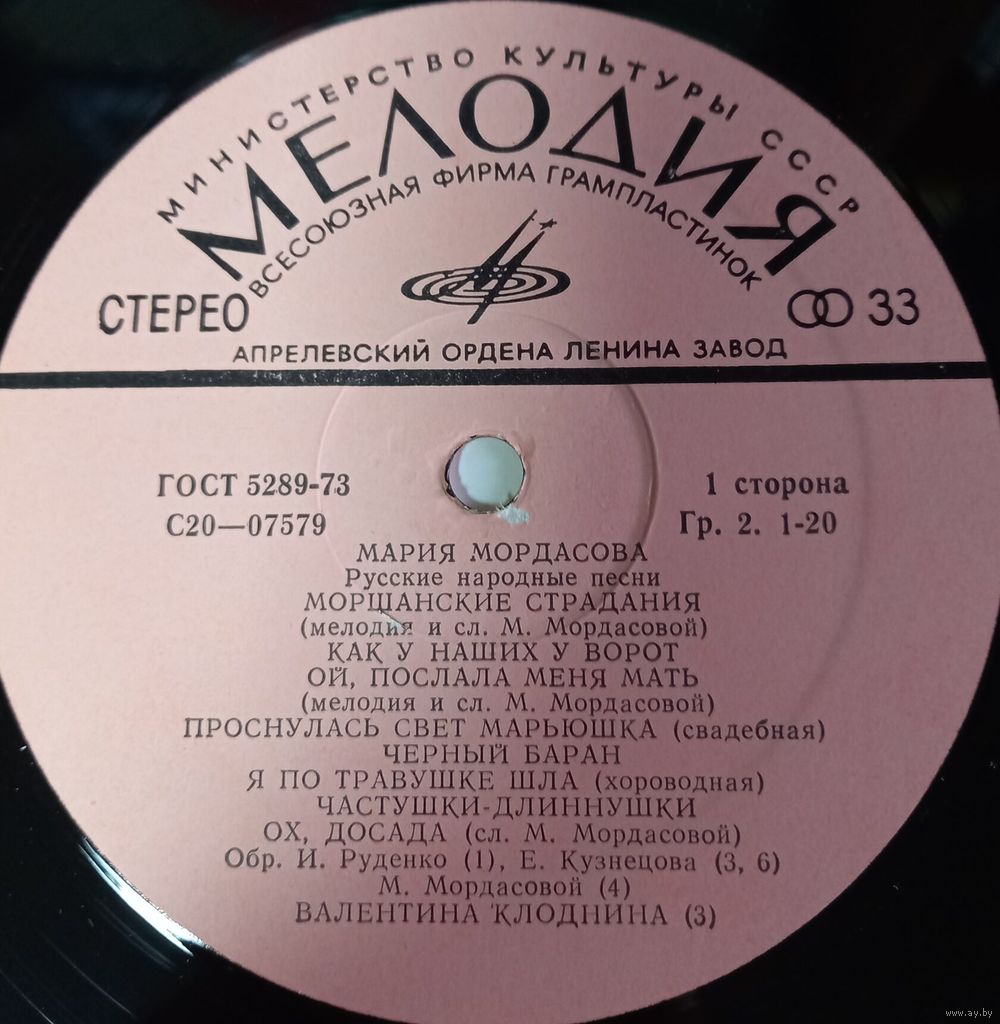 МИНИСТЕРСТВО КУЛЬТУРЫ СССР
МЕЛОДИЯ
ВСЕСОЮЗНАЯ ФИРМА ГРАМПЛАСТИНОК
СТЕРЕО
33
АПРЕЛЕВСКИЙ ОРДЕНА ЛЕНИНА ЗАВОД
ГОСТ 5289-73
1 сторона
С20—07579
Гр. 2. 1-20
МАРИЯ МОРДАСОВА
Русские народные песни
МОРШАНСКИЕ СТРАДАНИЯ
(мелодия и сл. М. Мордасовой)
КАК У НАШИХ У ВОРОТ
ОЙ, ПОСЛАЛА МЕНЯ МАТЬ
(мелодия и сл. М. Мордасовой)
ПРОСНУЛАСЬ СВЕТ МАРЬЮШКА (свадебная)
ЧЕРНЫЙ БАРАН
Я ПО ТРАВУШКЕ ШЛА (хороводная)
ЧАСТУШКИ-ДЛИННУШКИ
ОХ, ДОСАДА (сл. М. Мордасовой)
Обр. И. Руденко (1), Е. Кузнецова (3, 6)
М. Мордасовой (4)
ВАЛЕНТИНА КЛОДНИНА (3)
www.ay.by